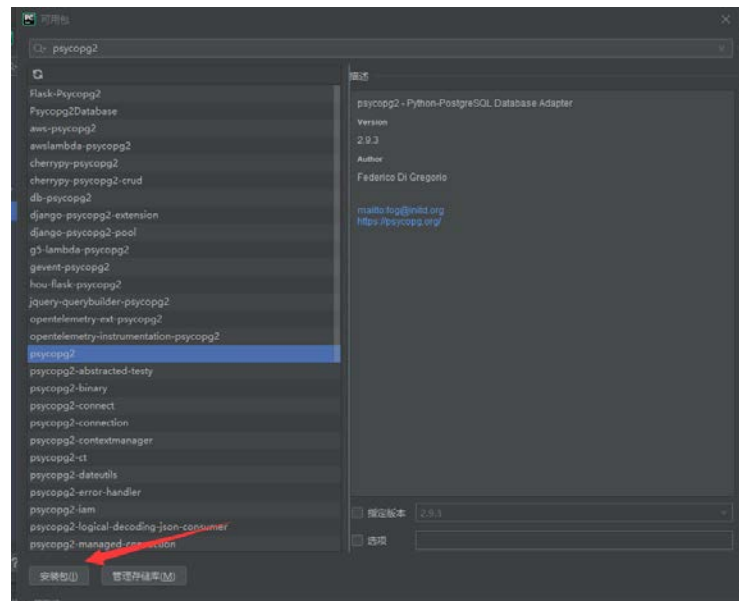 可用包
psycopg2
描述
Flask-Psycopg2
Psycopg2Database
aws-psycopg2
awslambda-psycopg2
cherrypy-psycopg2
cherrypy-psycopg2-crud
db-psycopg2
django-psycopg2-extension
django-psycopg2-pool
g5-lambda-psycopg2
gevent-psycopg2
hou-flask-psycopg2
jquery-querybuilder-psycopg2
opentelemetry-ext-psycopg2
opentelemetry-instrumentation-psycopg2
psycopg2
psycopg2-abstracted-testy
psycopg2-binary
psycopg2-connect
psycopg2-connection
psycopg2-contextmanager
psycopg2-ct
psycopg2-dateutils
psycopg2-error-handler
psycopg2-iam
psycopg2-logical-decoding-json-consumer
psycopg2-managed-connection
psycopg2 - Python-PostgreSQL Database Adapter
Version
2.9.3
Author
Federico Di Gregorio
mailto:fog@initd.org
https://psycopg.org/
指定版本 2.9.3
选项
安装包(I) 管理存储库(M)